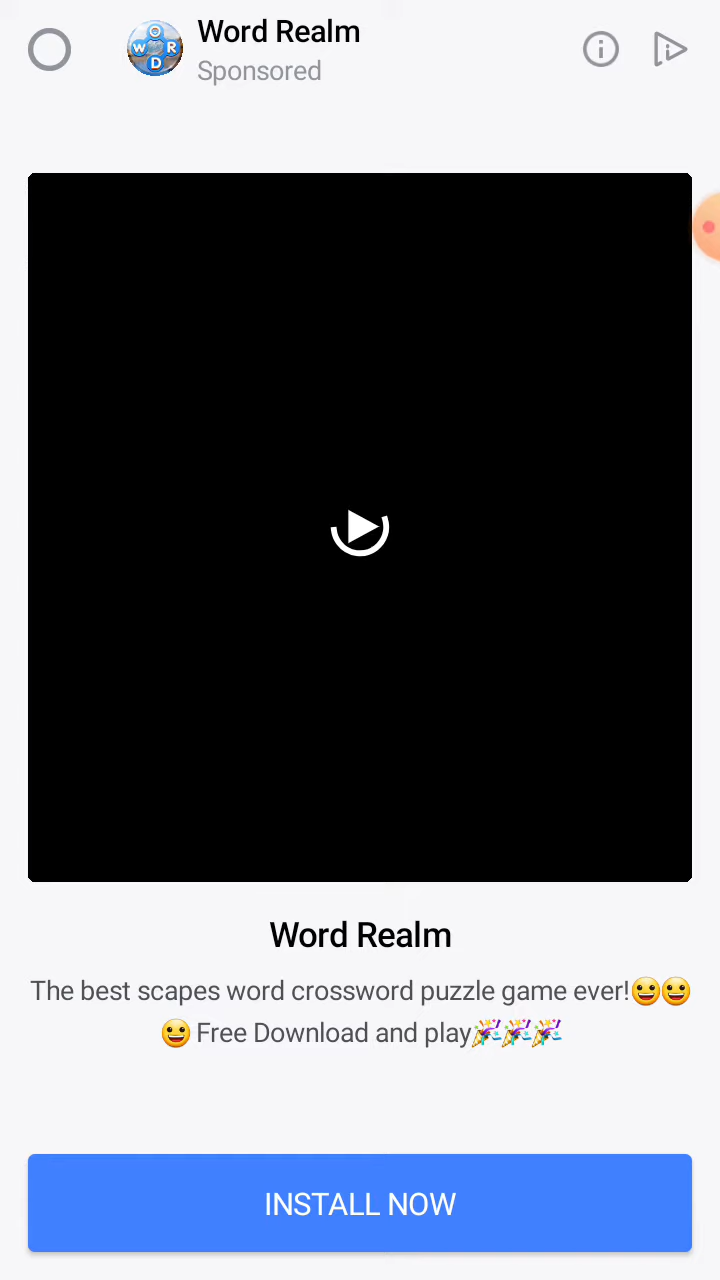 Word Realm
Sponsored
Word Realm
The best scapes word crossword puzzle game ever!😀😀
😀 Free Download and play🎉🎉🎉
INSTALL NOW